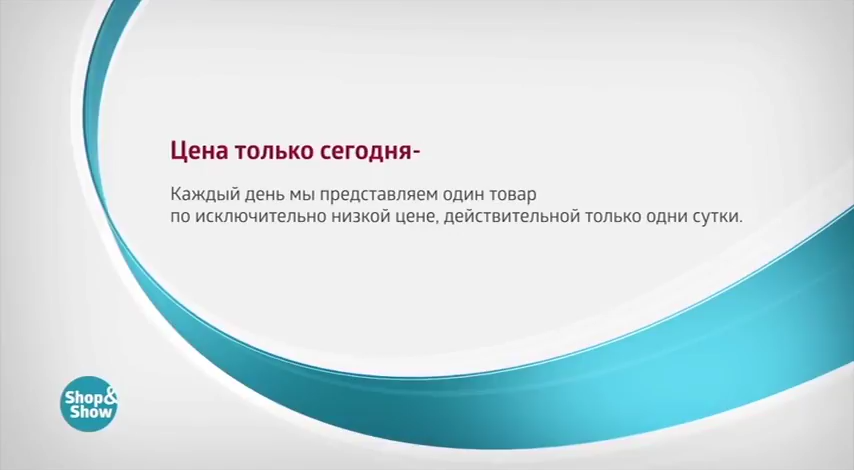 Цена только сегодня-
Каждый день мы представляем один товар
по исключительно низкой цене, действительной только одни сутки.
Shop&
Show